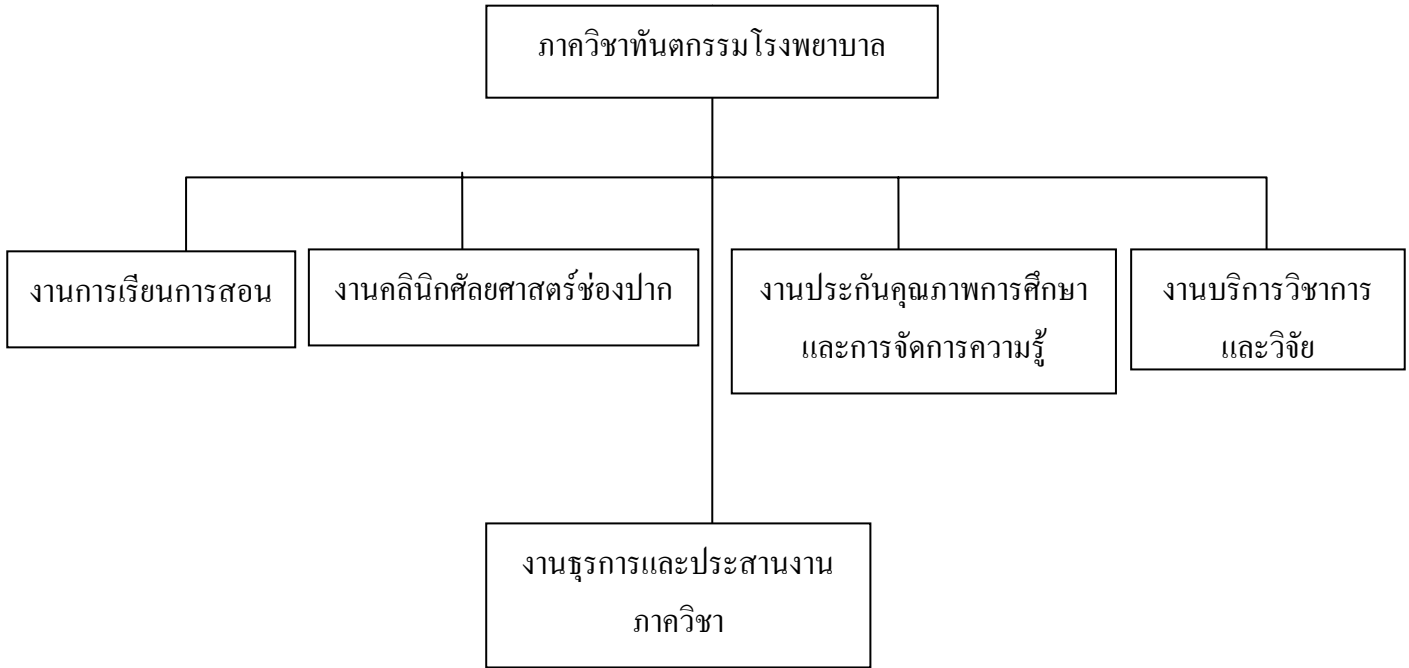 ภาควิชาทันตกรรมโรงพยาบาล
งานการเรียนการสอน
งานคลินิกศัลยศาสตร์ช่องปาก
งานประกันคุณภาพการศึกษา
และการจัดการความรู้
งานบริการวิชาการ
และวิจัย
งานธุรการและประสานงาน
ภาควิชา